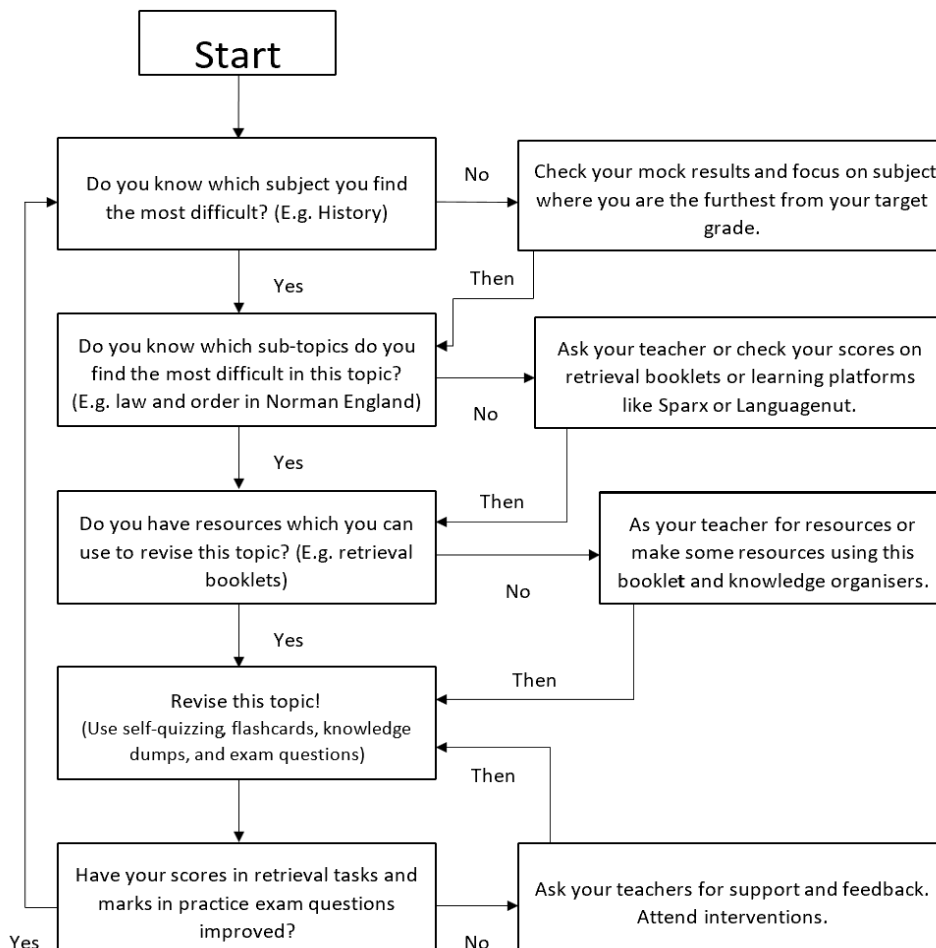 Start
Do you know which subject you find
the most difficult? (E.g. History)
No
Check your mock results and focus on subject
where you are the furthest from your target
grade.
Yes
Then
Do you know which sub-topics do you
find the most difficult in this topic?
(E.g. law and order in Norman England)
No
Ask your teacher or check your scores on
retrieval booklets or learning platforms
like Sparx or Languagenut.
Yes
Then
Do you have resources which you can
use to revise this topic? (E.g. retrieval
booklets)
No
As your teacher for resources or
make some resources using this
booklet and knowledge organisers.
Yes
Then
Revise this topic!
(Use self-quizzing, flashcards, knowledge
dumps, and exam questions)
Then
Have your scores in retrieval tasks and
marks in practice exam questions
improved?
Yes
No
Ask your teachers for support and feedback.
Attend interventions.